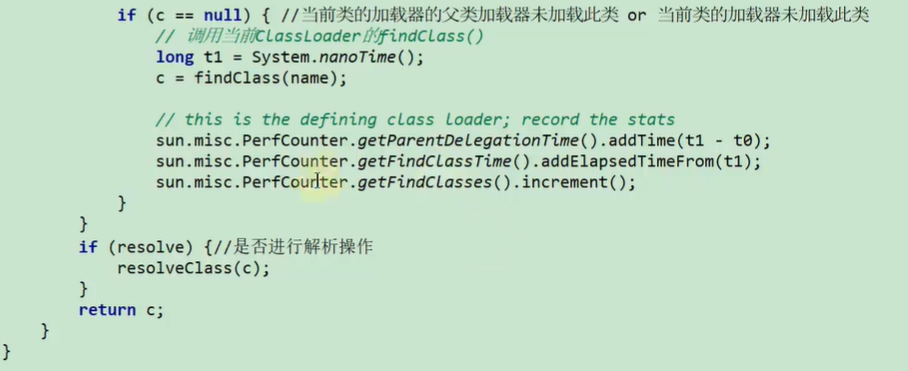 if (c == null) { //当前类的加载器的父类加载器未加载此类 or 当前类的加载器未加载此类
// 调用当前ClassLoader的findClass()
long t1 = System.nanoTime();
c = findClass(name);
// this is the defining class loader; record the stats
sun.misc.PerfCounter.getParentDelegationTime().addTime(t1 - t0);
sun.misc.PerfCounter.getFindClassTime().addElapsedTimeFrom(t1);
sun.misc.PerfCounter.getFindClasses().increment();
}
}
if (resolve) {//是否进行解析操作
resolveClass(c);
}
return c;
}
}